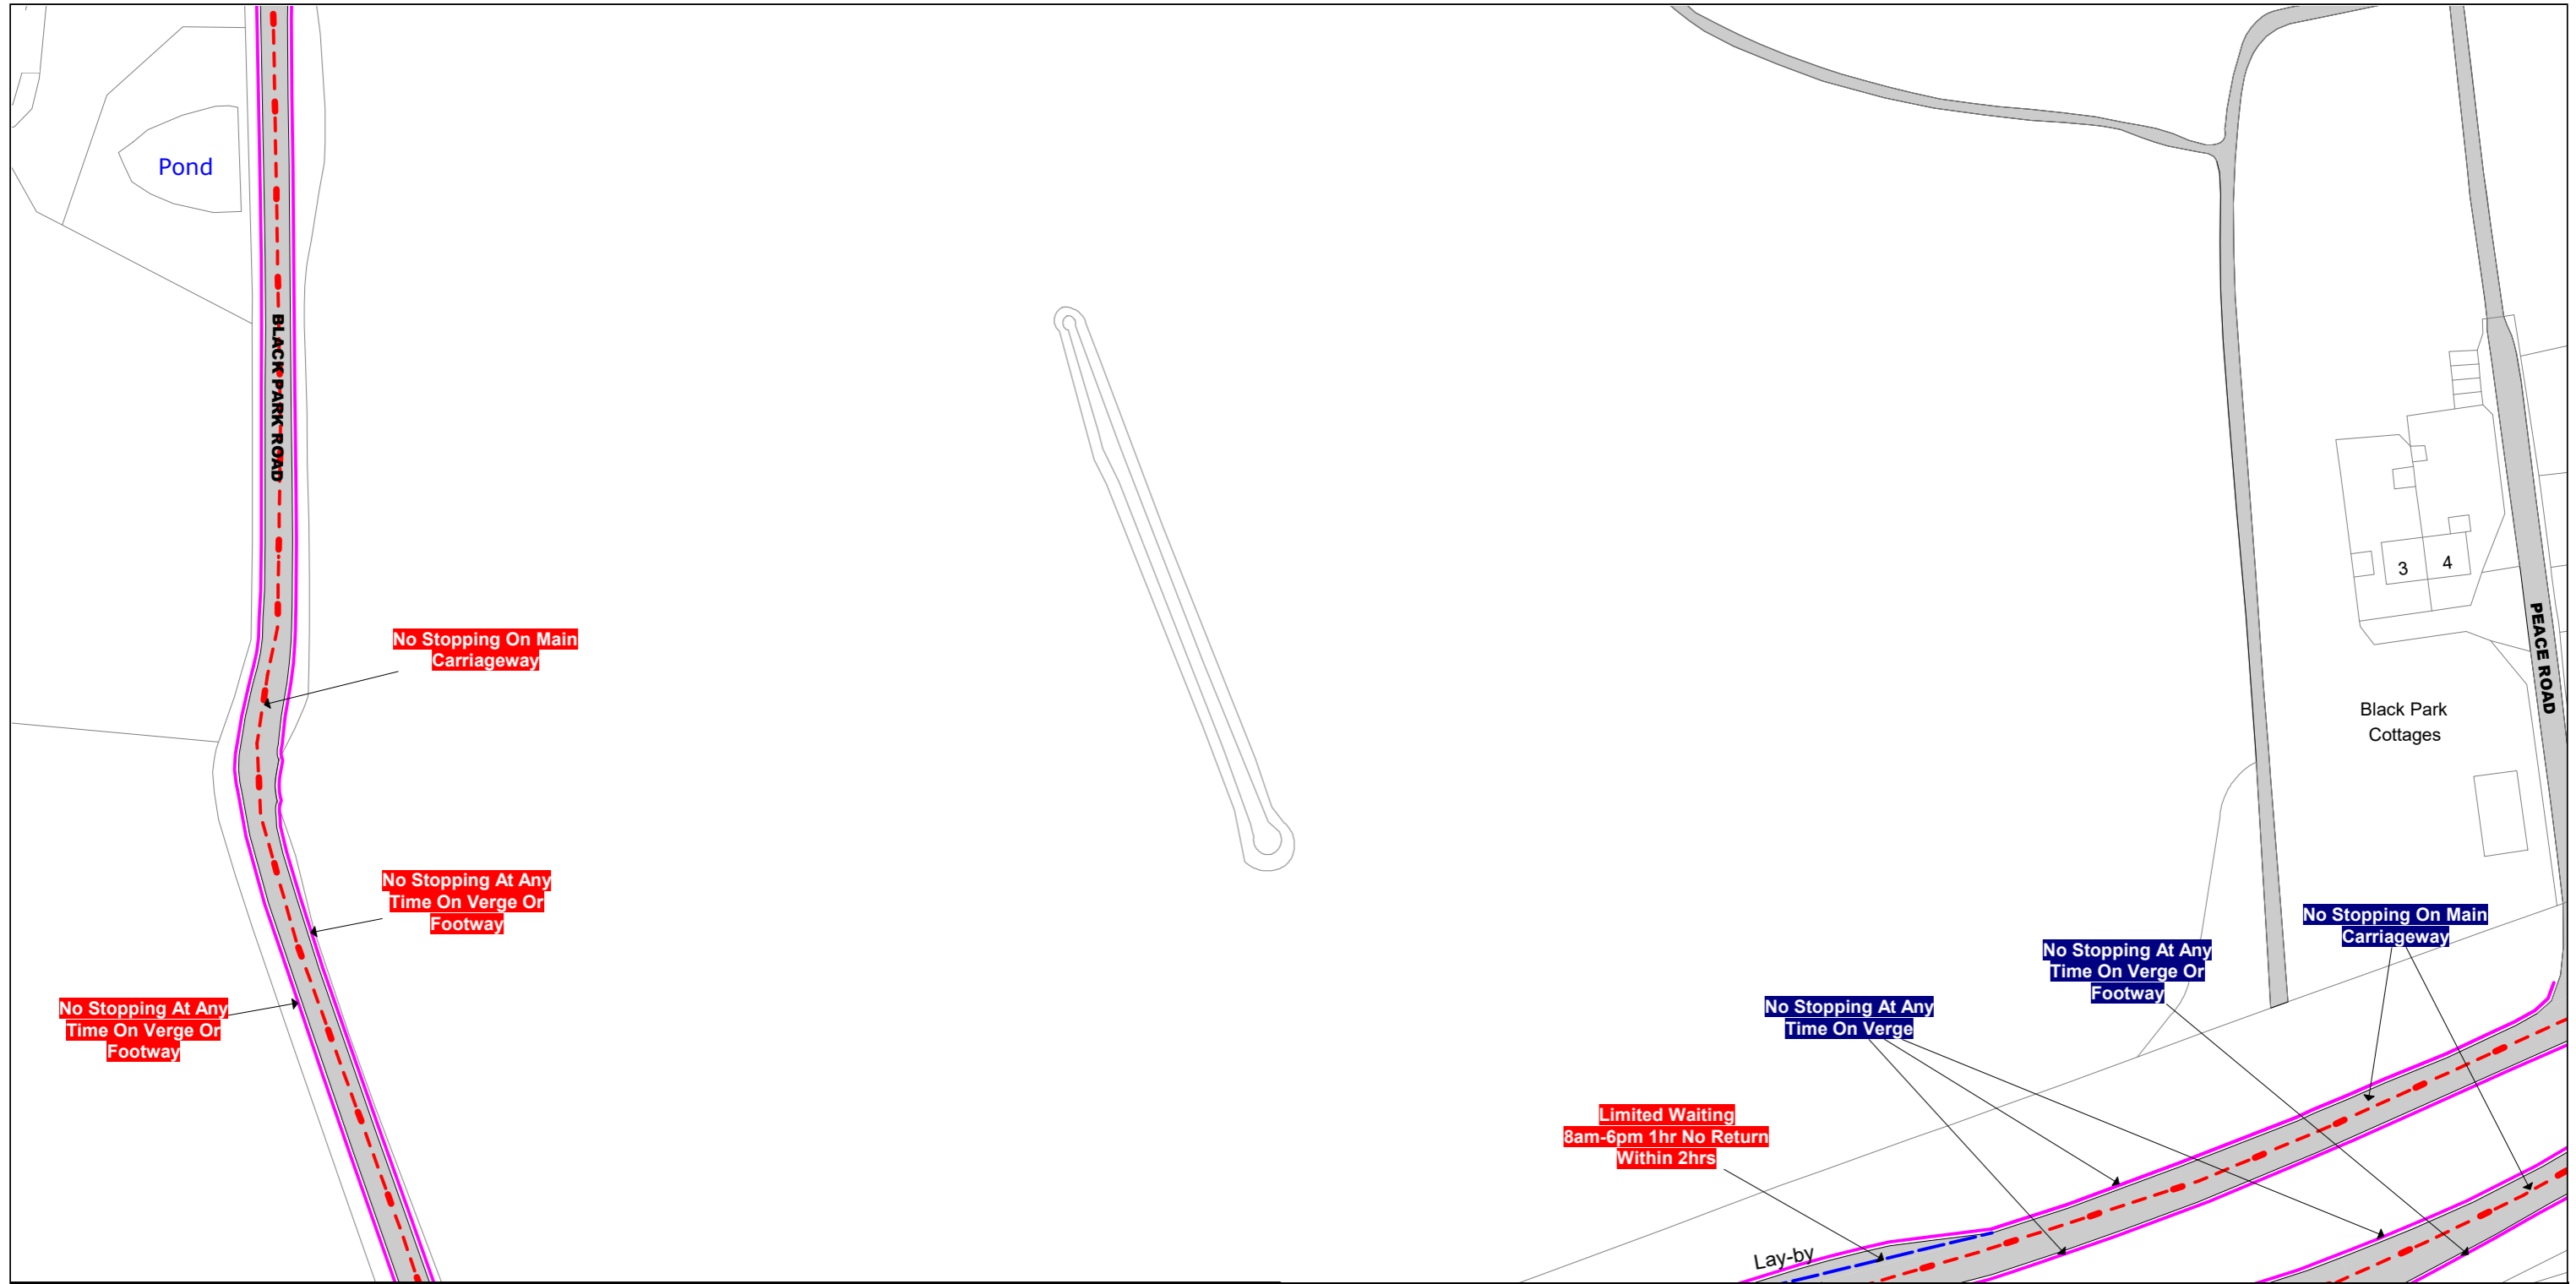 Pond
BLACK PARK ROAD
No Stopping On Main
Carriageway
No Stopping At Any
Time On Verge Or
Footway
No Stopping At Any
Time On Verge Or
Footway
3
4
PEACE ROAD
Black Park
Cottages
No Stopping On Main
Carriageway
No Stopping At Any
Time On Verge Or
Footway
No Stopping At Any
Time On Verge
Limited Waiting
8am-6pm 1hr No Return
Within 2hrs
Lay-by